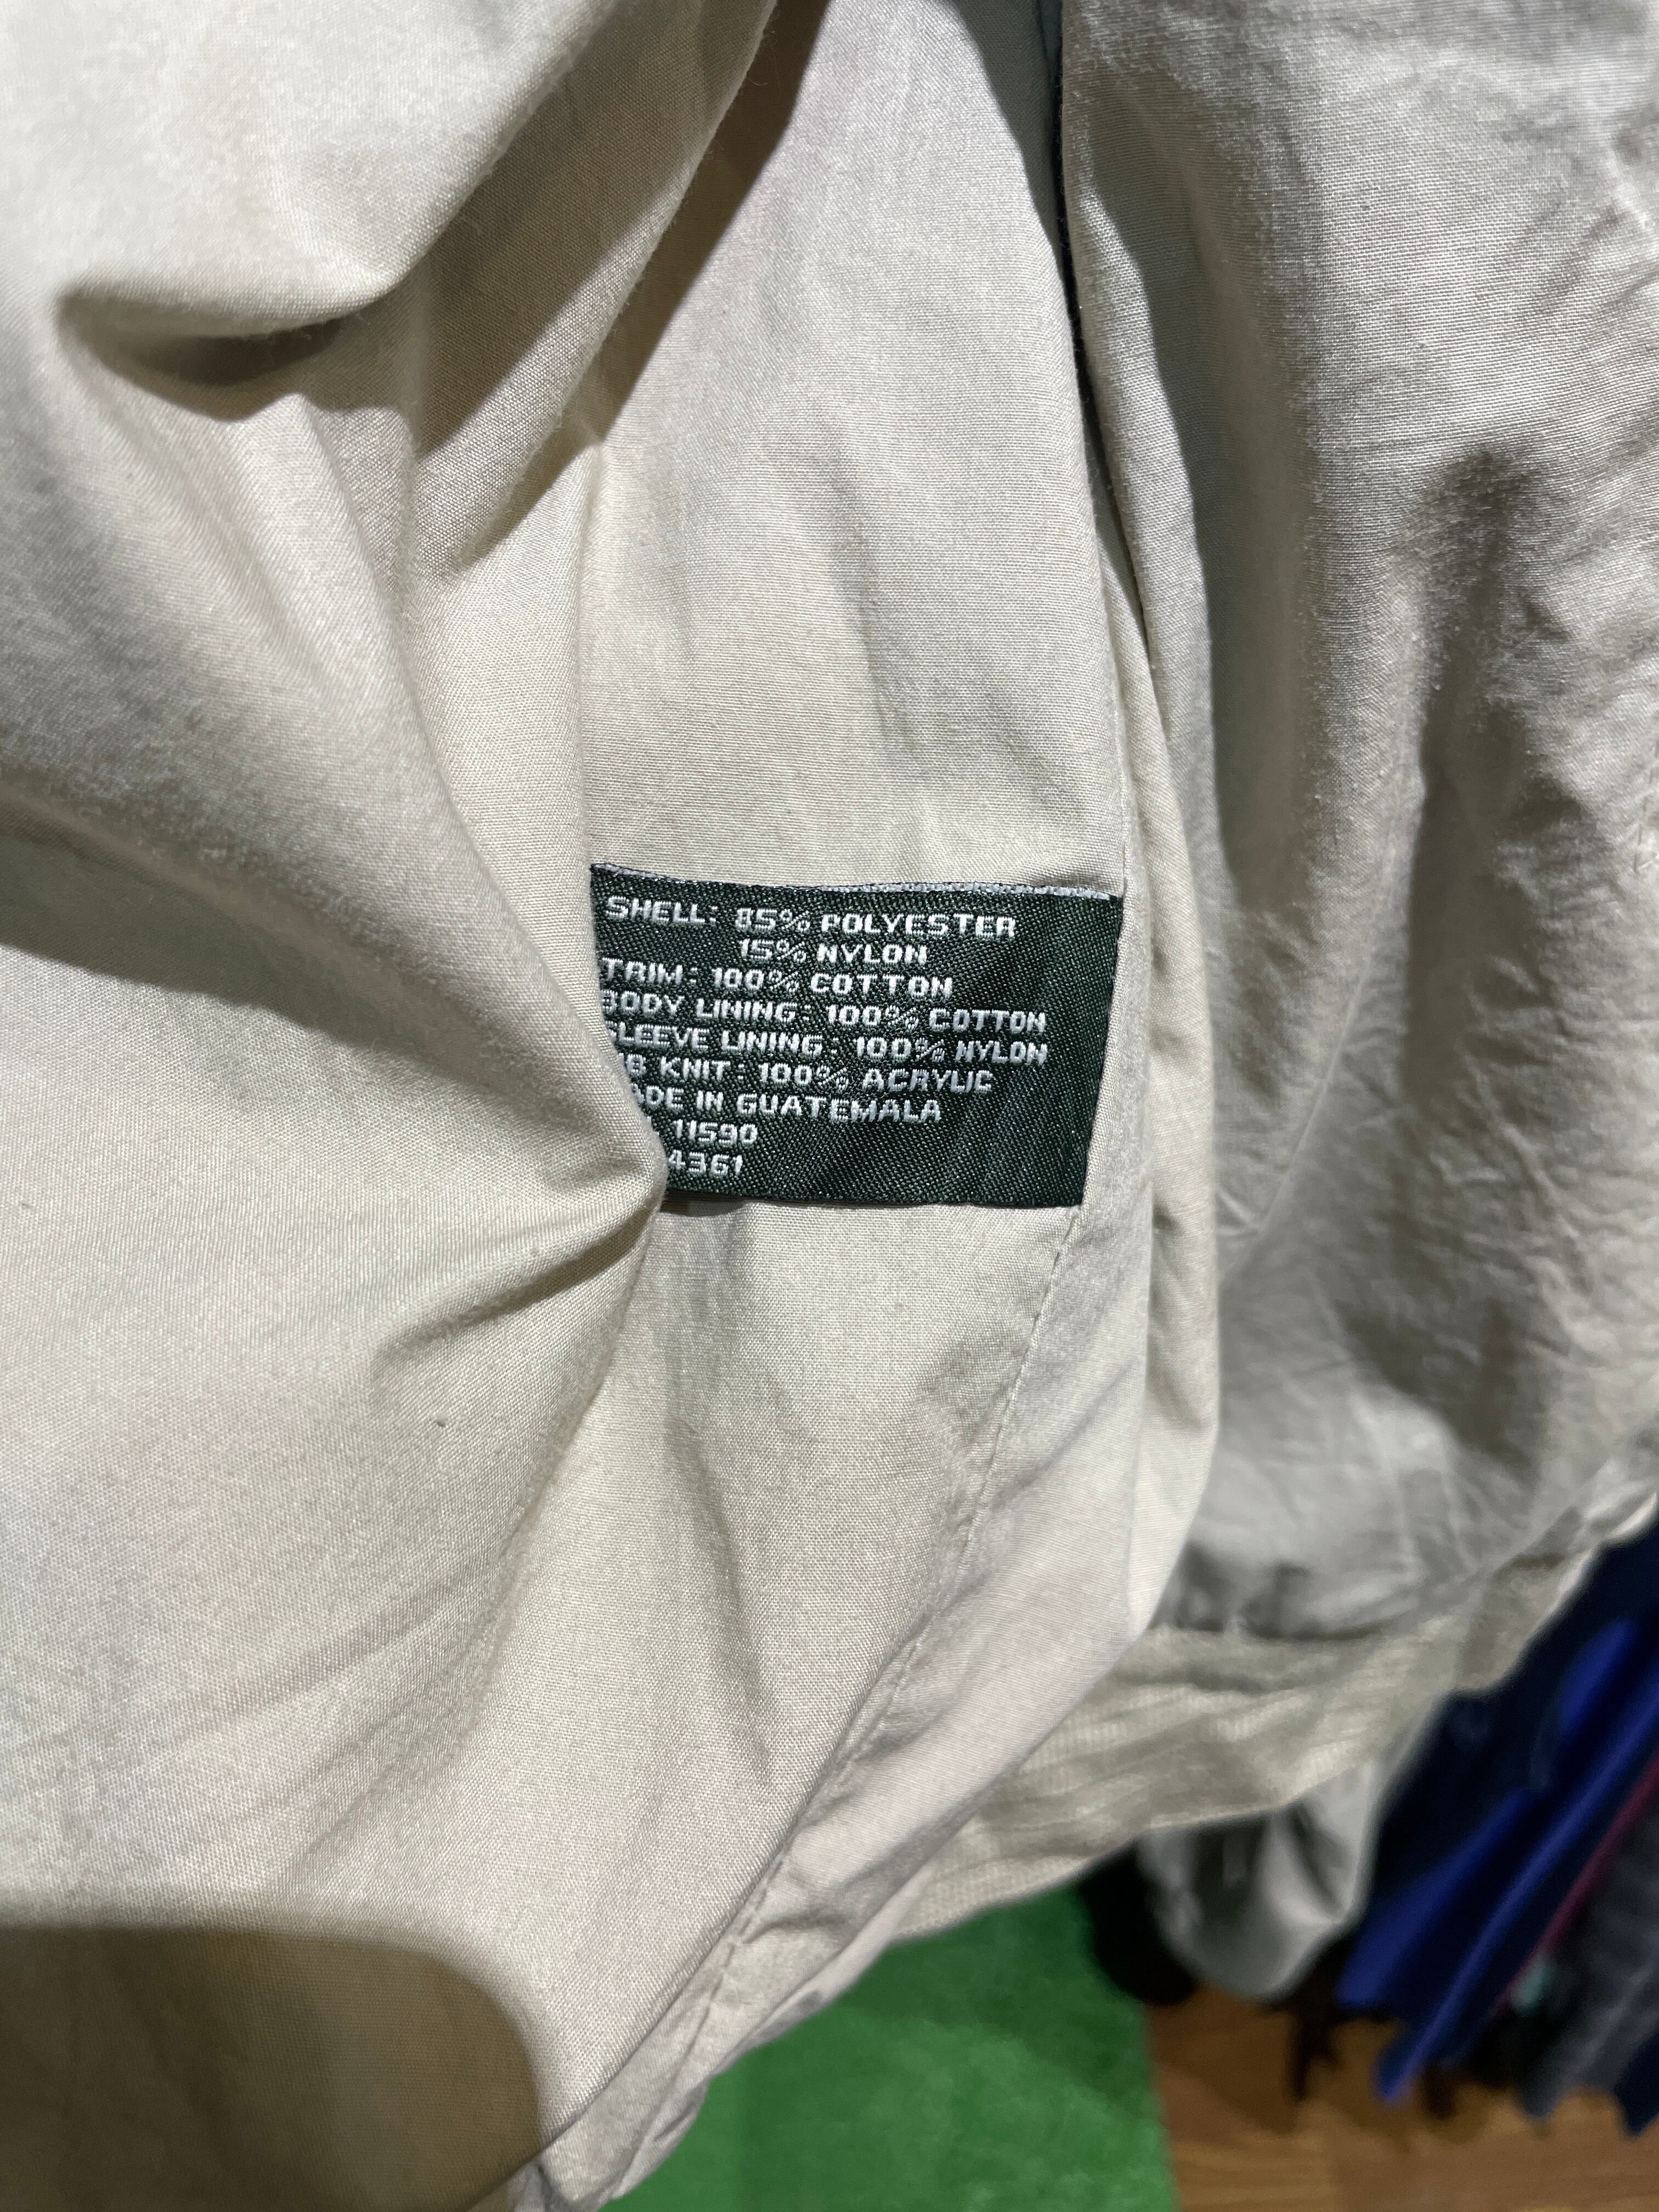 SHELL: 85% POLYESTER
15% NYLON
TRIM: 100% COTTON
BODY LINING: 100% COTTON
SLEEVE LINING: 100% NYLON
KNIT: 100% ACRYLIC
MADE IN GUATEMALA
11590
4361